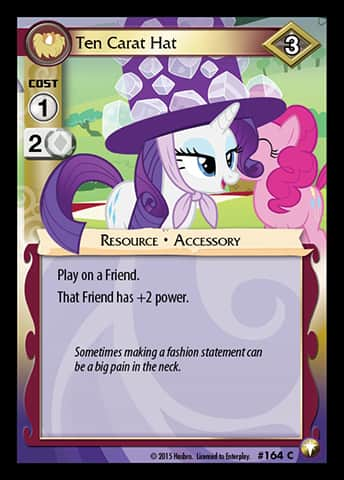 Ten Carat Hat
3
COST
1
2
RESOURCE • ACCESSORY
Play on a Friend.
That Friend has +2 power.
Sometimes making a fashion statement can
be a big pain in the neck.
© 2015 Hasbro. Licensed to Enterplay. #164 C